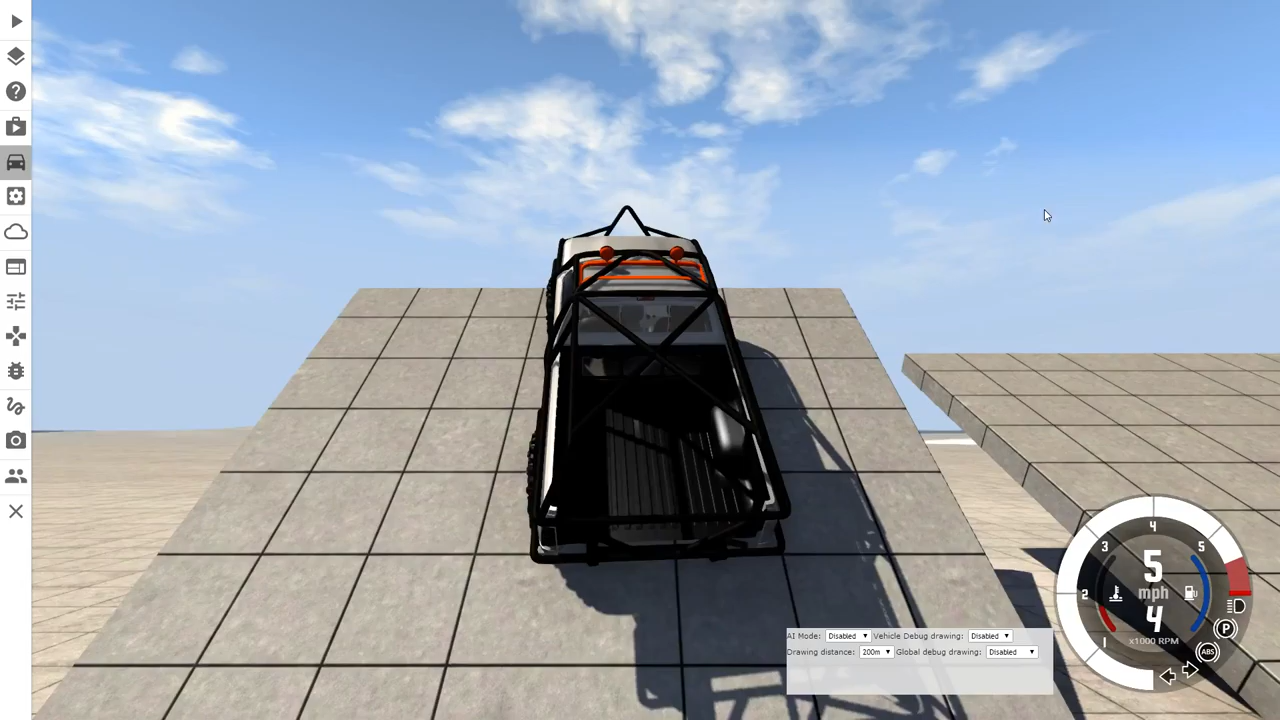 4
3
5
5
mph
2
4
1
x1000 RPM
P
ABS
AI Mode: Disabled Vehicle Debug drawing: Disabled
Drawing distance: 200m Global debug drawing: Disabled